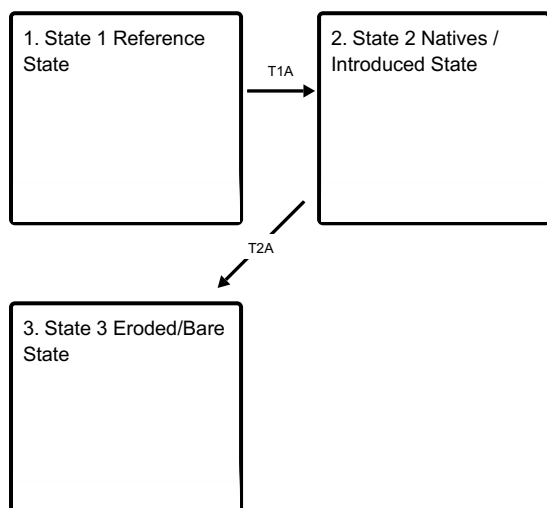 1. State 1 Reference
State
T1A
2. State 2 Natives /
Introduced State
T2A
3. State 3 Eroded/Bare
State